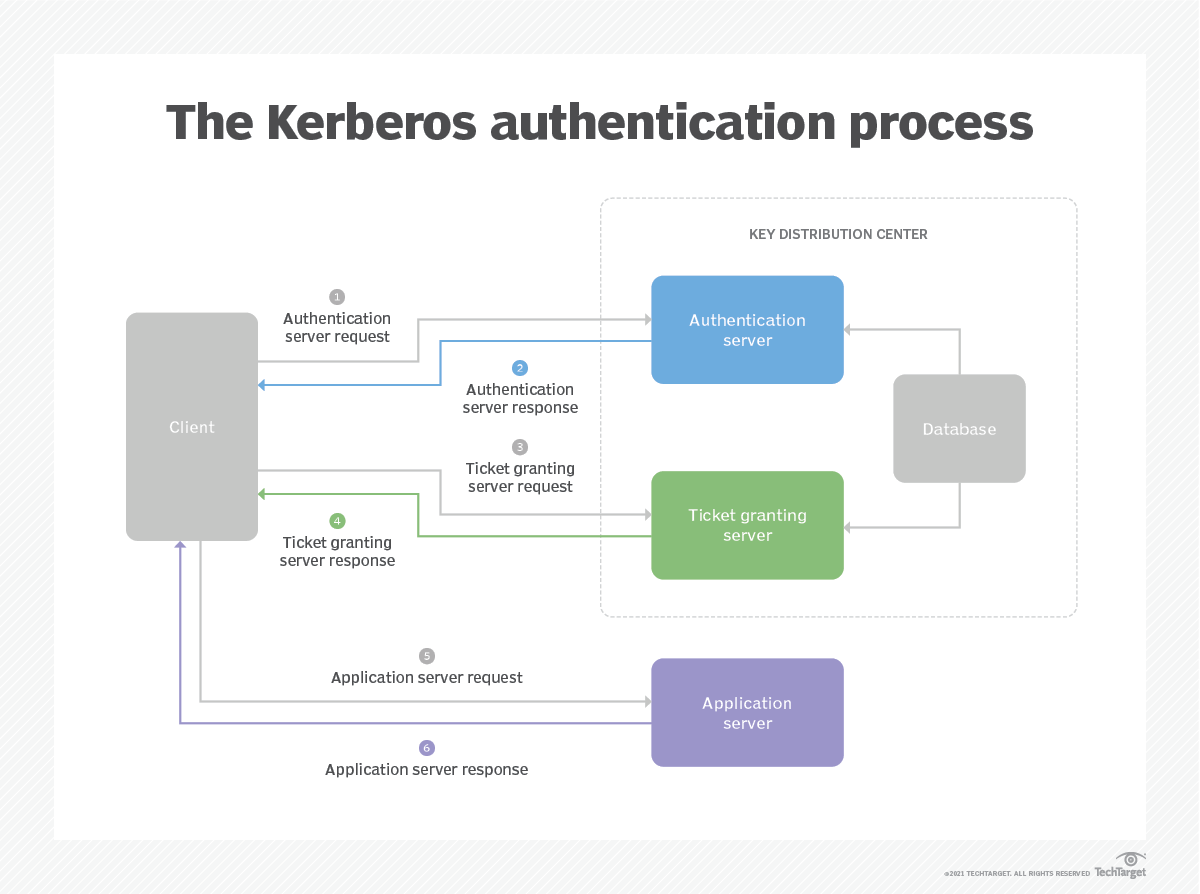 The Kerberos authentication process
KEY DISTRIBUTION CENTER
1
Authentication
server request
Authentication
server
2
Authentication
server response
Client
Database
3
Ticket granting
server request
4
Ticket granting
server response
Ticket granting
server
5
Application server request
Application
server
6
Application server response
©2021 TECHTARGET. ALL RIGHTS RESERVED TechTarget